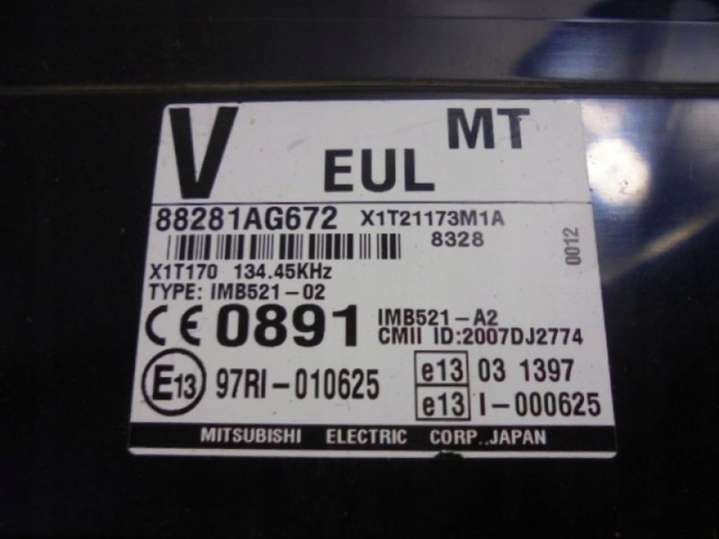 V EUL MT
88281AG672 X1T21173M1A
8328
0012
X1T170 134.45KHz
TYPE: IMB521-02
CE 0891 IMB521-A2
CMII ID:2007DJ2774
E13 97RI-010625 e13 03 1397
e13 I-000625
MITSUBISHI ELECTRIC CORP.,JAPAN